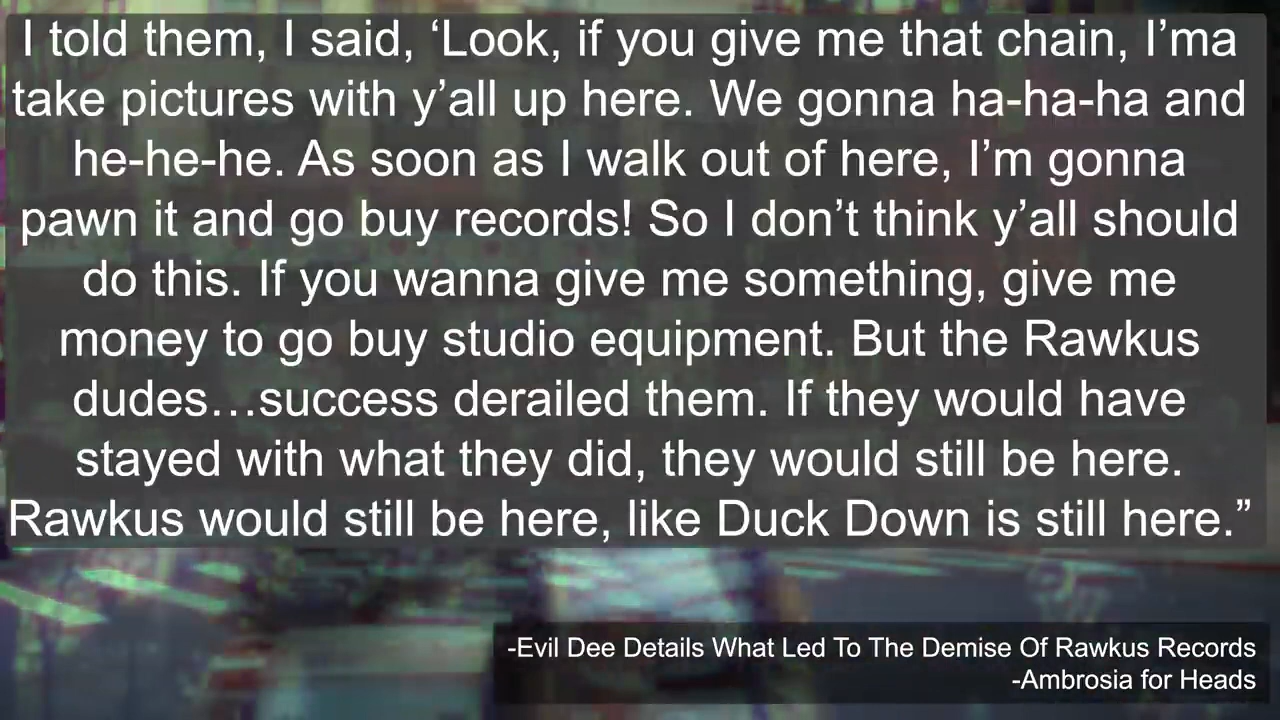 I told them, I said, ‘Look, if you give me that chain, I’ma
take pictures with y’all up here. We gonna ha-ha-ha and
he-he-he. As soon as I walk out of here, I’m gonna
pawn it and go buy records! So I don’t think y’all should
do this. If you wanna give me something, give me
money to go buy studio equipment. But the Rawkus
dudes…success derailed them. If they would have
stayed with what they did, they would still be here.
Rawkus would still be here, like Duck Down is still here.”
-Evil Dee Details What Led To The Demise Of Rawkus Records
-Ambrosia for Heads